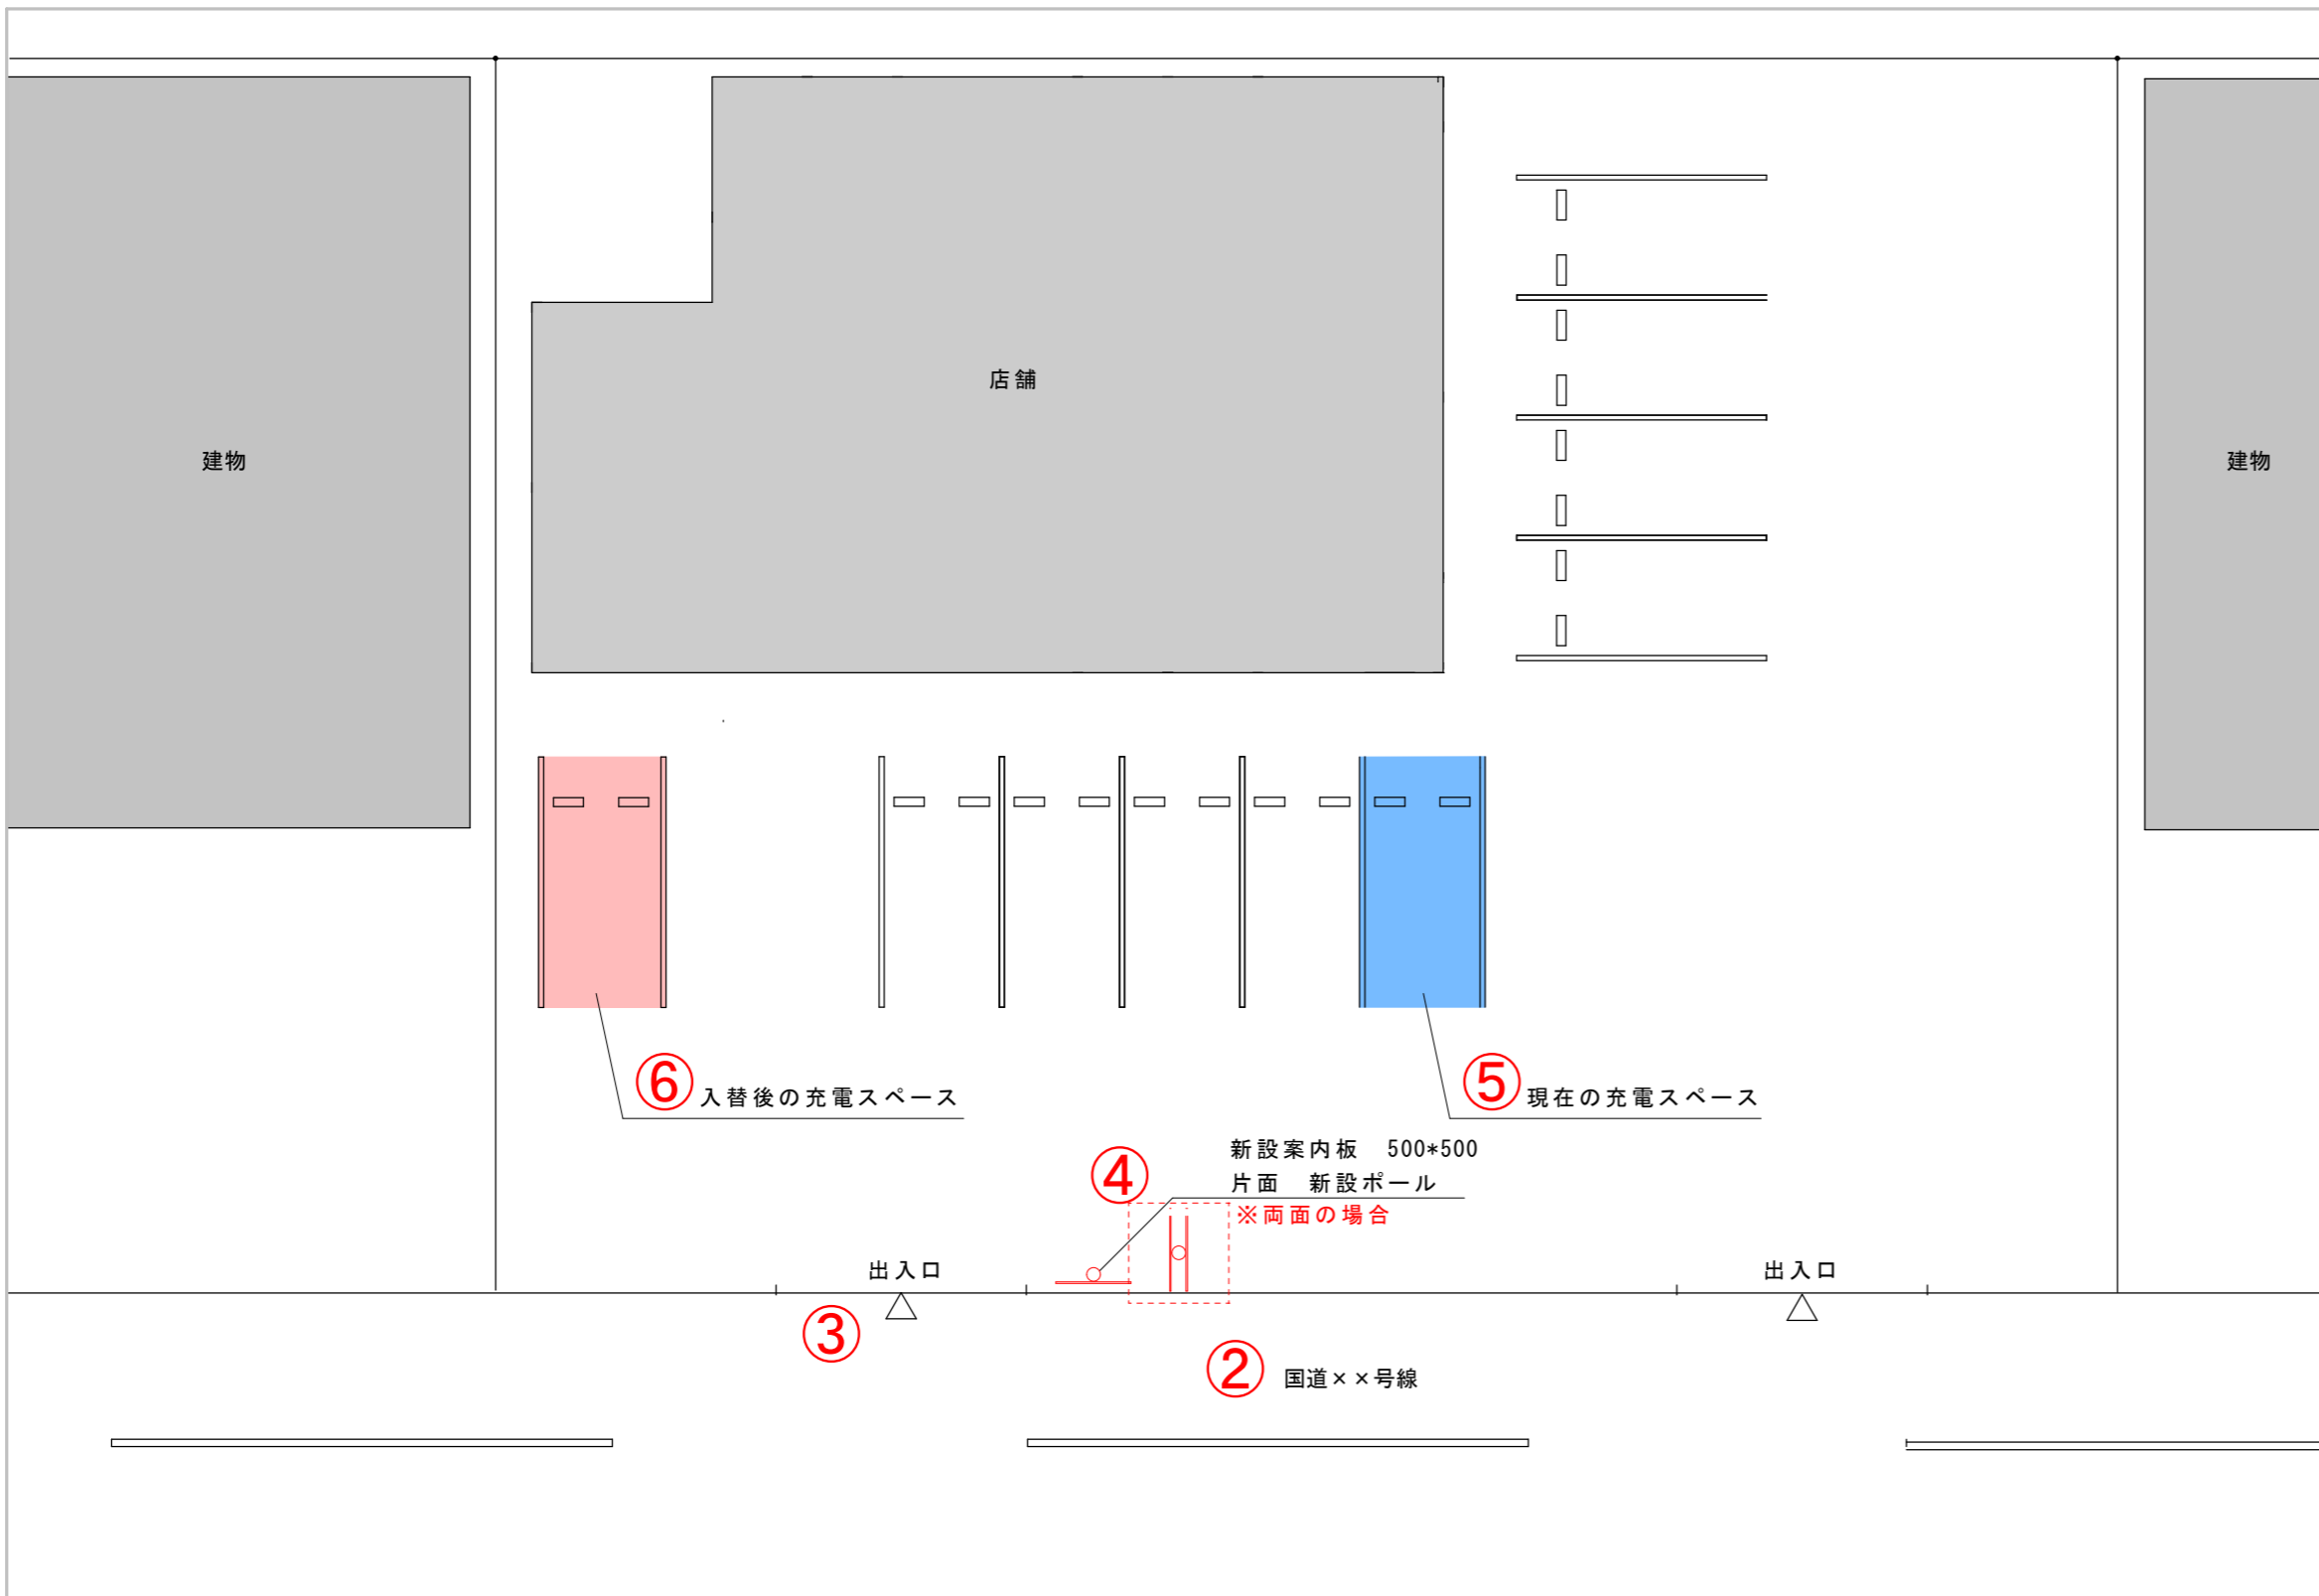 店舗
建物
建物
⑥ 入替後の充電スペース
⑤ 現在の充電スペース
④
新設案内板 500*500
片面 新設ポール
※両面の場合
出入口
出入口
③
② 国道××号線